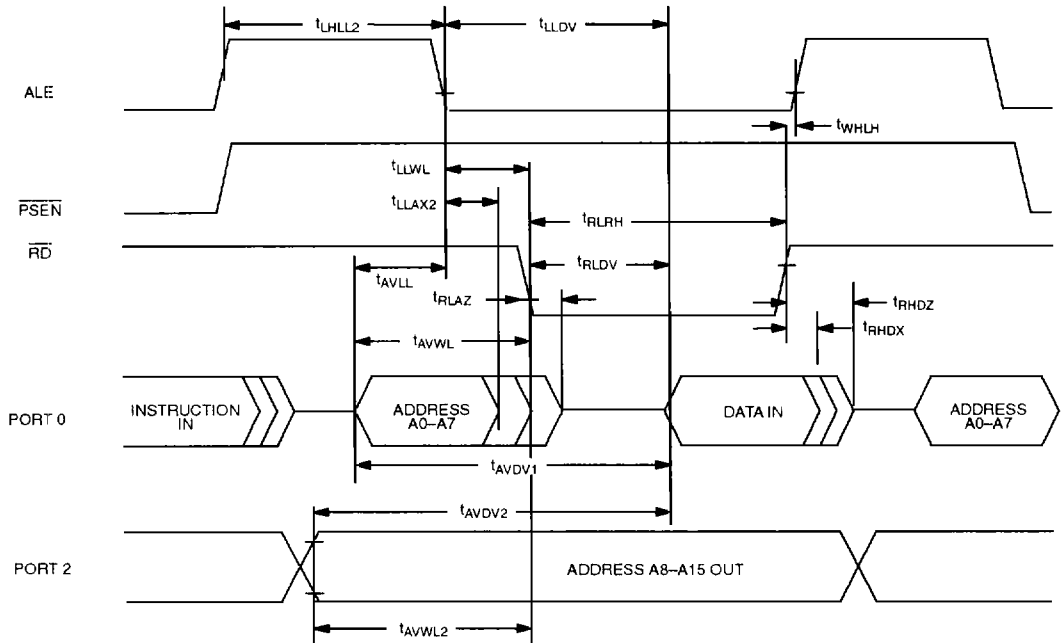 tLHLL2
tLLDV
ALE
tWHLH
tLLWL
tLLAX2
PSEN
tRLRH
RD
tAVLL
tRLDV
tRLAZ
tRHDZ
tRHDX
tAVWL
PORT 0
INSTRUCTION
IN
ADDRESS
A0–A7
DATA IN
ADDRESS
A0–A7
tAVDV1
tAVDV2
PORT 2
ADDRESS A8–A15 OUT
tAVWL2